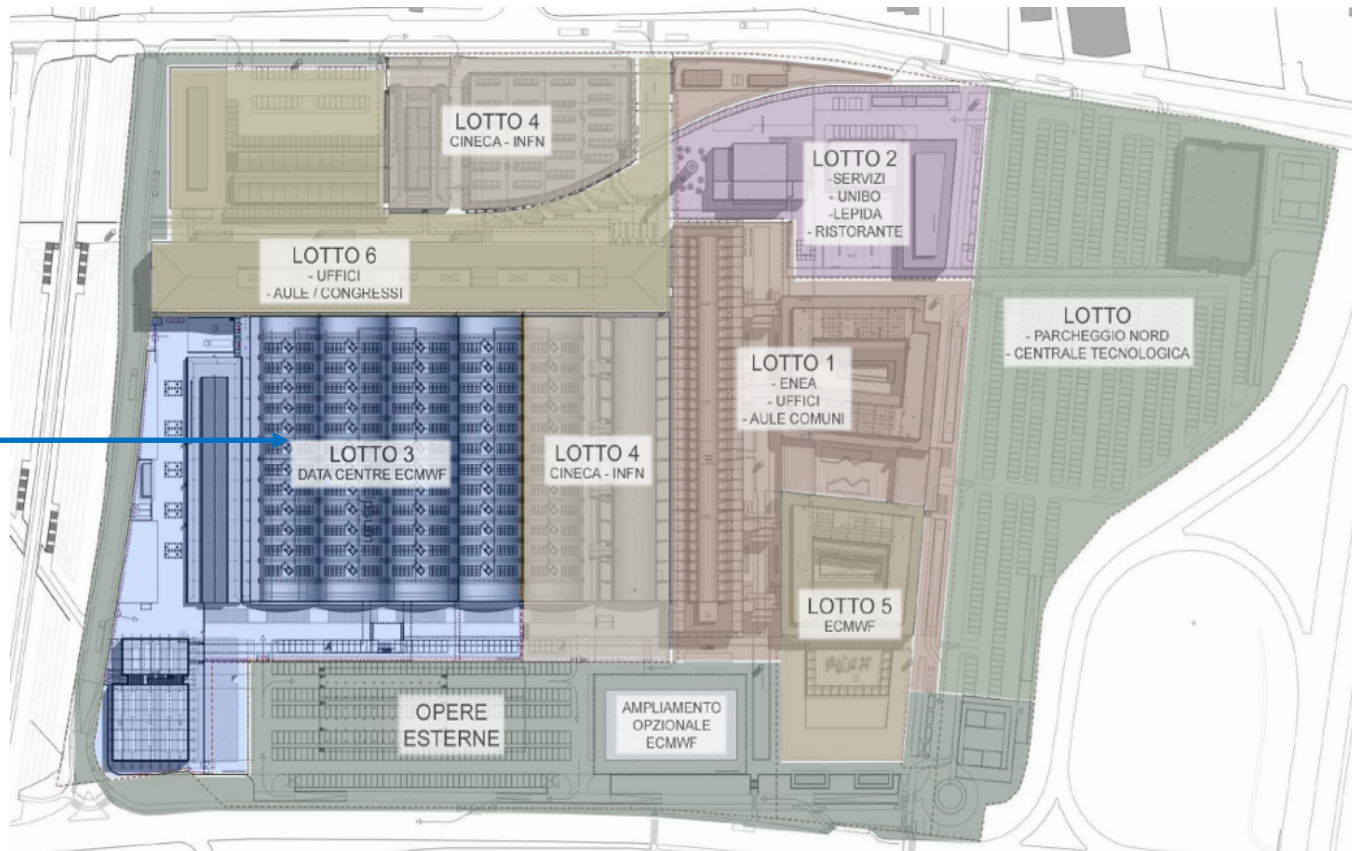 LOTTO 4
CINECA - INFN
LOTTO 2
-SERVIZI
- UNIBO
-LEPIDA
- RISTORANTE
LOTTO 6
- UFFICI
- AULE / CONGRESSI
LOTTO
- PARCHEGGIO NORD
- CENTRALE TECNOLOGICA
LOTTO 1
- ENEA
- UFFICI
- AULE COMUNI
LOTTO 3
DATA CENTRE ECMWF
LOTTO 4
CINECA - INFN
LOTTO 5
ECMWF
OPERE
ESTERNE
AMPLIAMENTO
OPZIONALE
ECMWF